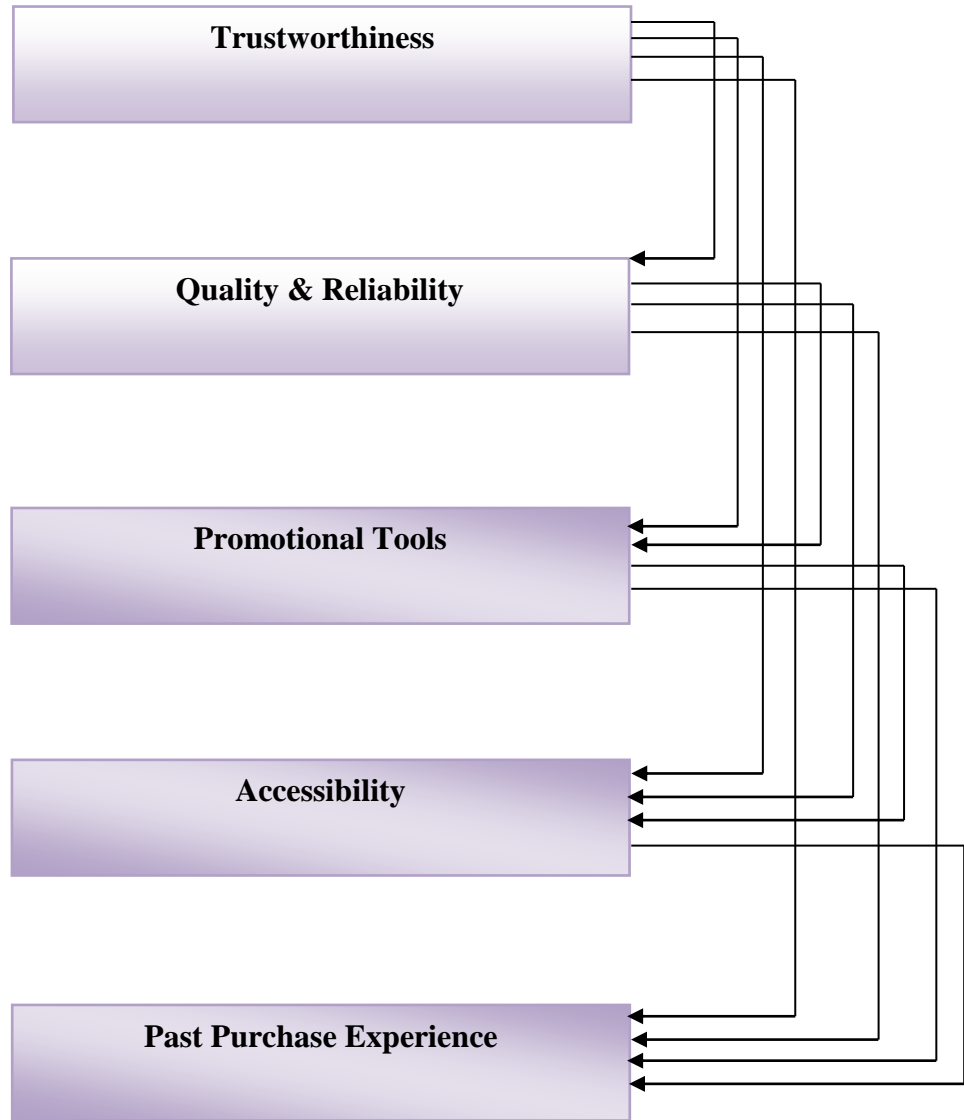 Trustworthiness
Quality & Reliability
Promotional Tools
Accessibility
Past Purchase Experience